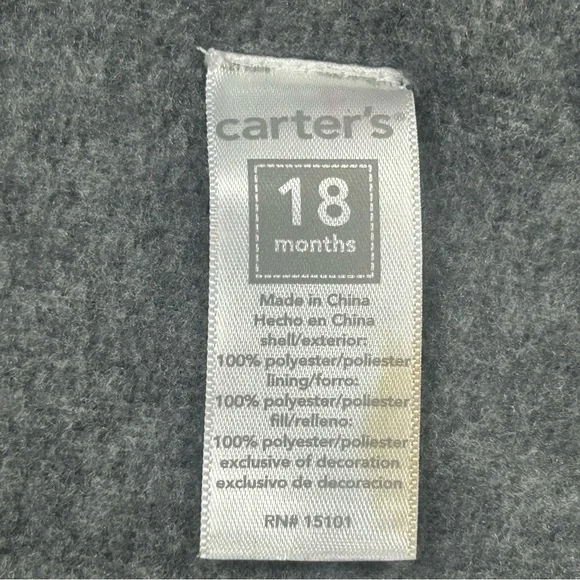 carter's®
18
months
Made in China
Hecho en China
shell/exterior:
100% polyester/poliester
lining/forro:
100% polyester/poliester
fill/relleno:
100% polyester/poliester
exclusive of decoration
exclusivo de decoracion
RN# 15101